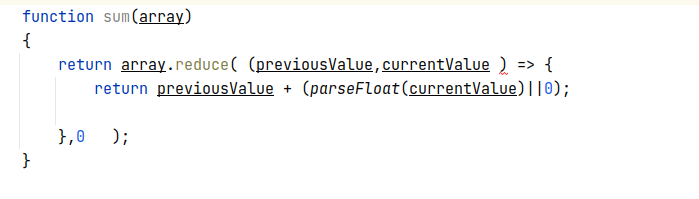 function sum(array)
{
    return array.reduce( (previousValue,currentValue ) => {
        return previousValue + (parseFloat(currentValue)||0);
    },0   );
}